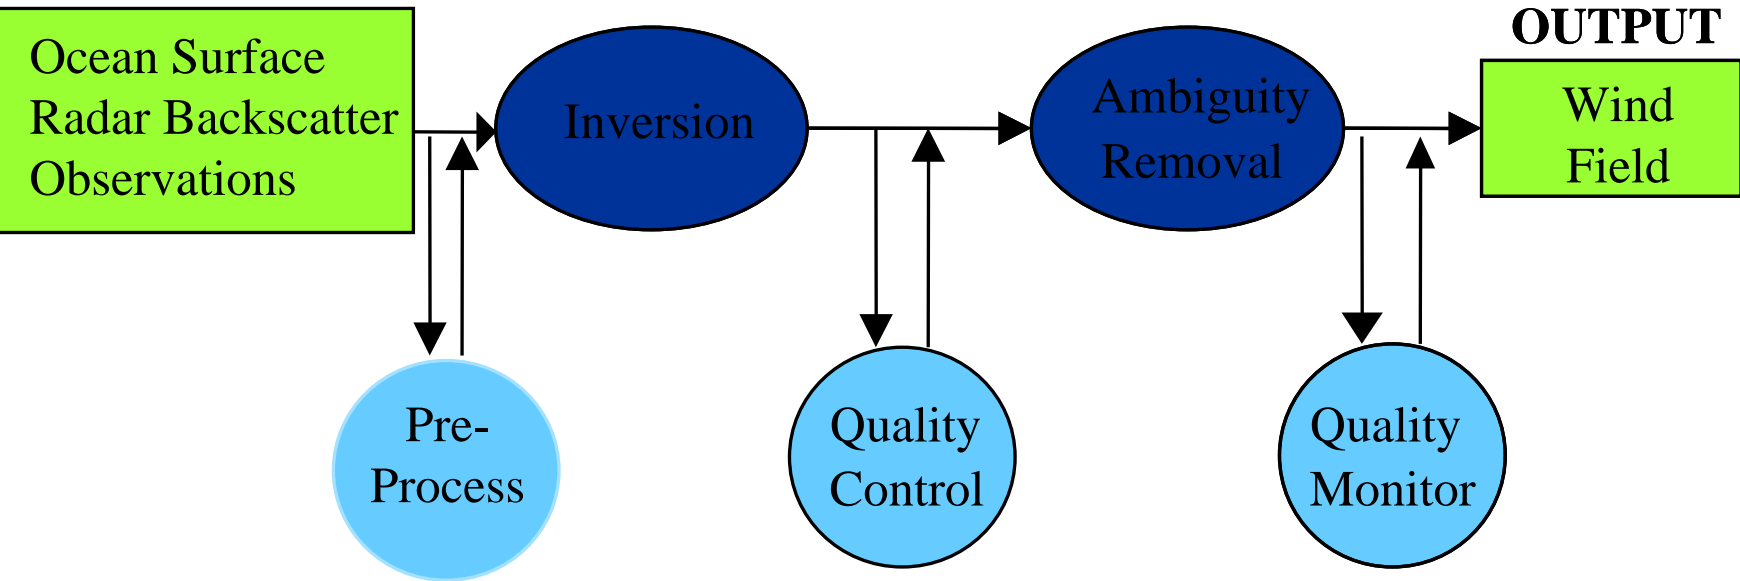 Ocean Surface
Radar Backscatter
Observations
Inversion
Ambiguity
Removal
OUTPUT
Wind
Field
Pre-
Process
Quality
Control
Quality
Monitor